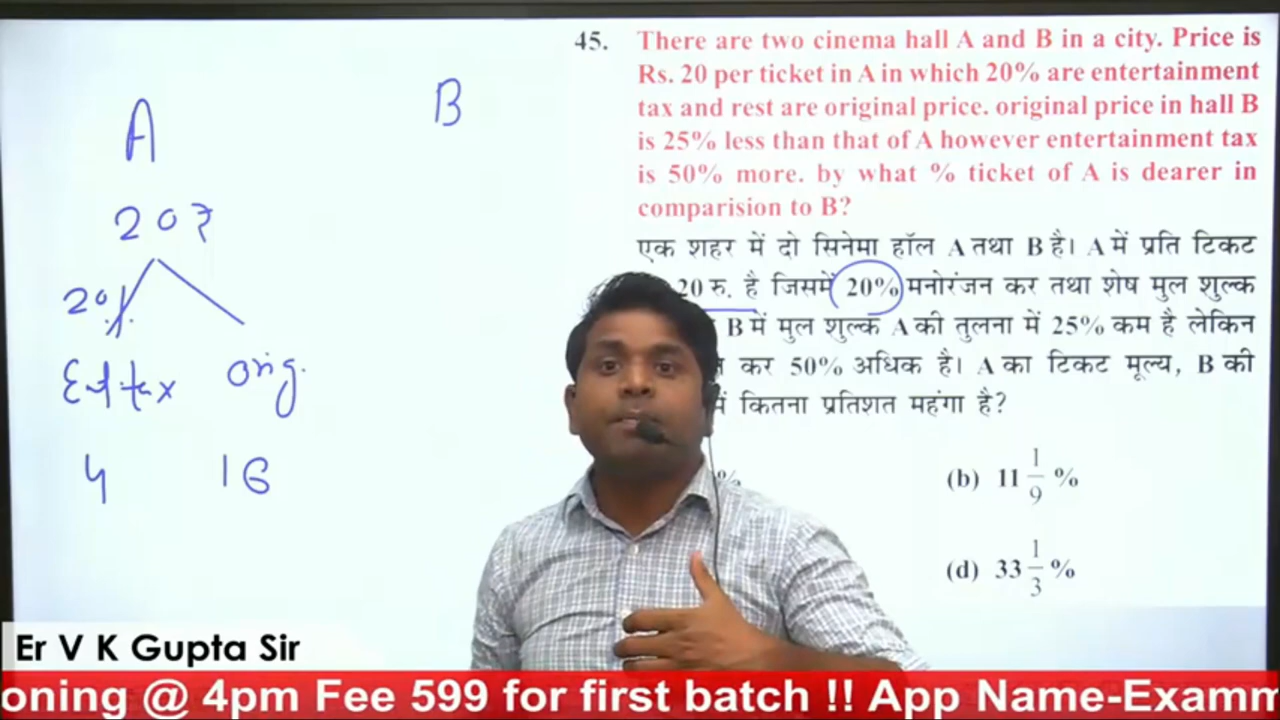 A
B
20₹
20%
Ent tax orig.
4 16
45. There are two cinema hall A and B in a city. Price is
Rs. 20 per ticket in A in which 20% are entertainment
tax and rest are original price. original price in hall B
is 25% less than that of A however entertainment tax
is 50% more. by what % ticket of A is dearer in
comparision to B?
एक शहर में दो सिनेमा हॉल A तथा B है। A में प्रति टिकट
20 रु. है जिसमें 20% मनोरंजन कर तथा शेष मुल शुल्क
B में मुल शुल्क A की तुलना में 25% कम है लेकिन
कर 50% अधिक है। A का टिकट मूल्य, B की
में कितना प्रतिशत महंगा है?
% (b) 11 1/9 %
(d) 33 1/3 %
Er V K Gupta Sir
oning @ 4pm Fee 599 for first batch !! App Name-Examm